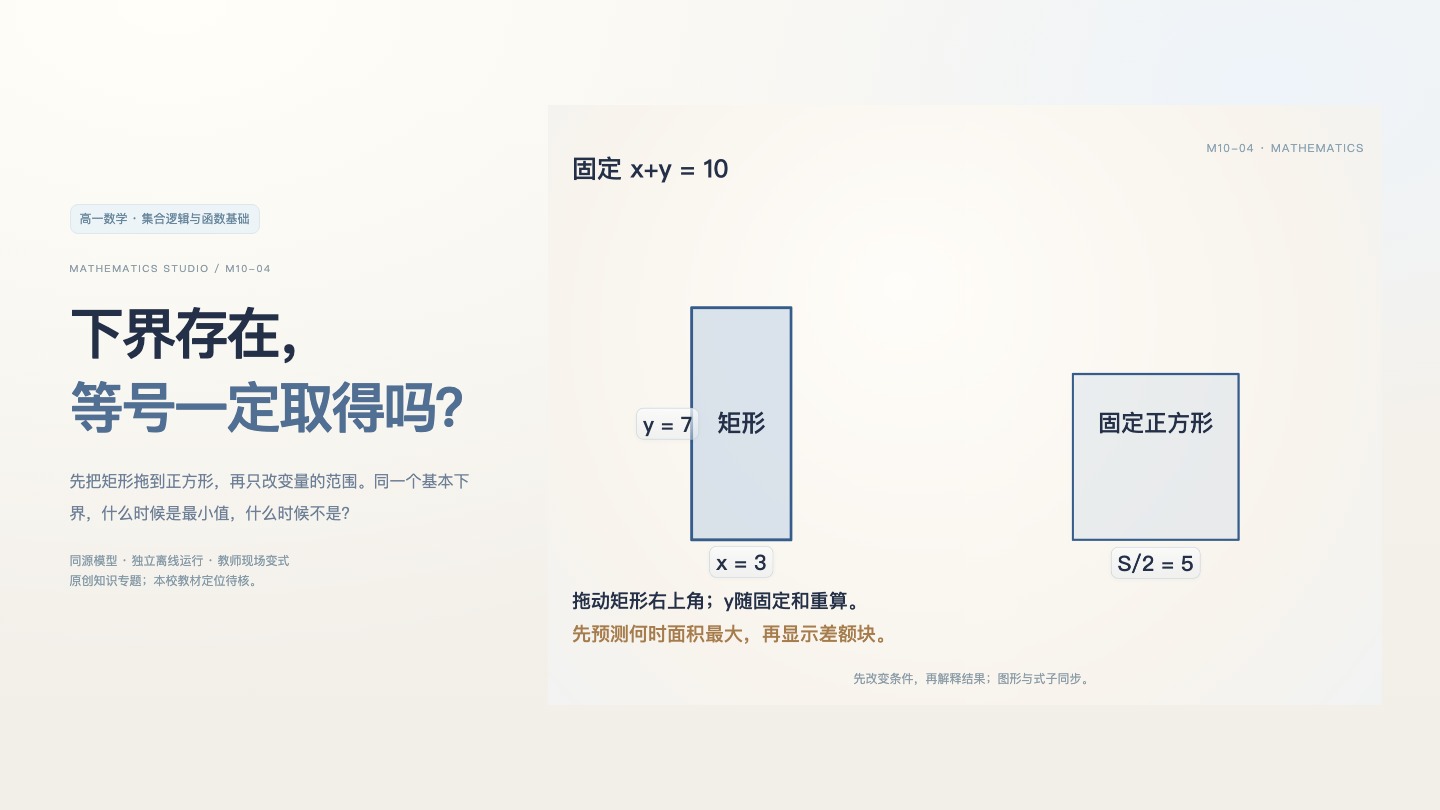 高一数学 · 集合逻辑与函数基础
MATHEMATICS STUDIO / M10-04
下界存在，
等号一定取得吗？
先把矩形拖到正方形，再只改变量的范围。同一个基本下
界，什么时候是最小值，什么时候不是？
同源模型 · 独立离线运行 · 教师现场变式
原创知识专题；本校教材定位待核。
M10-04 · MATHEMATICS
固定 x+y = 10
y = 7
矩形
固定正方形
x = 3
S/2 = 5
拖动矩形右上角；y随固定和重算。
先预测何时面积最大，再显示差额块。
先改变条件，再解释结果；图形与式子同步。